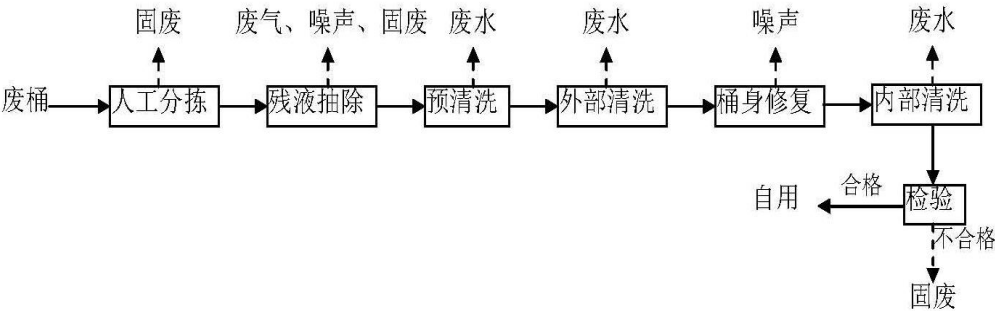 固废 废气、噪声、固废 废水 废水 噪声 废水
废桶 人工分拣 残液抽除 预清洗 外部清洗 桶身修复 内部清洗
自用 合格 检验
不合格
固废